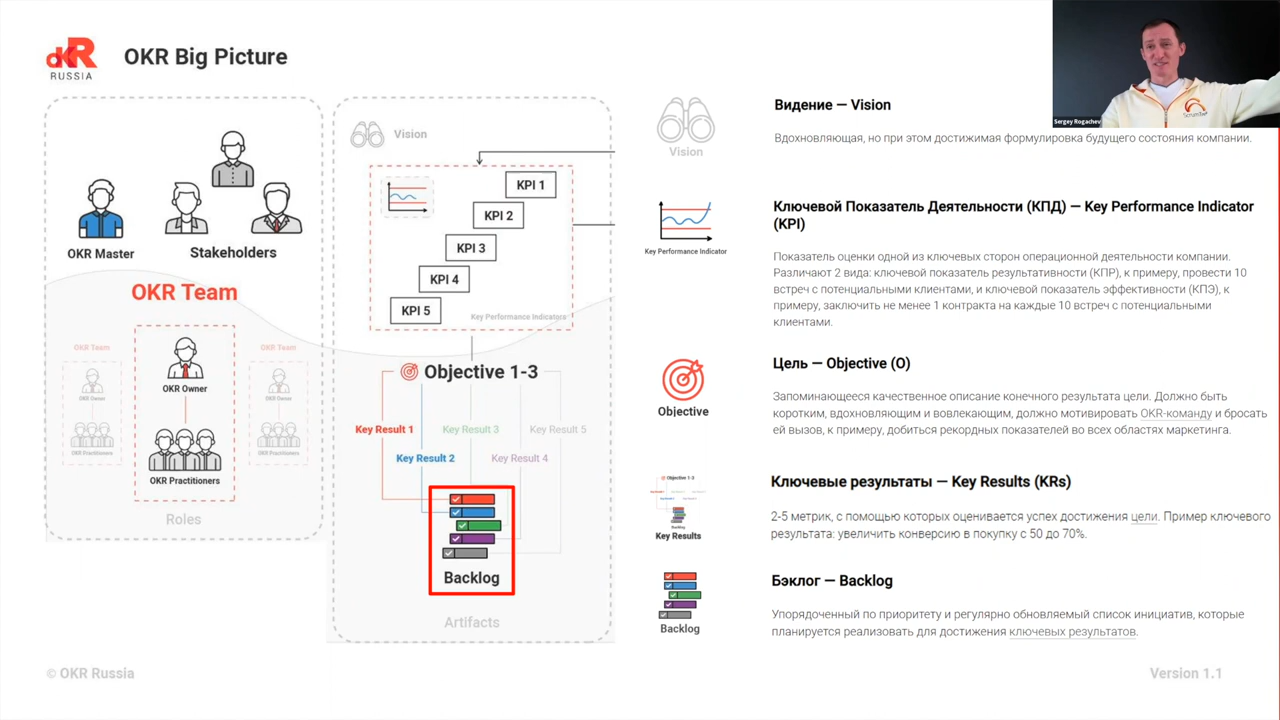 OKR
RUSSIA
OKR Big Picture
Sergey Rogachev
OKR Master
Stakeholders
OKR Team
OKR Team
OKR Owner
OKR Practitioners
OKR Owner
OKR Practitioners
OKR Team
OKR Owner
OKR Practitioners
Roles
Vision
KPI 1
KPI 2
KPI 3
KPI 4
KPI 5
Key Performance Indicators
Objective 1-3
Key Result 1
Key Result 3
Key Result 5
Key Result 2
Key Result 4
Backlog
Artifacts
Vision
Видение — Vision
Вдохновляющая, но при этом достижимая формулировка будущего состояния компании.
Key Performance Indicator
Ключевой Показатель Деятельности (КПД) — Key Performance Indicator
(KPI)
Показатель оценки одной из ключевых сторон операционной деятельности компании.
Различают 2 вида: ключевой показатель результативности (КПР), к примеру, провести 10
встреч с потенциальными клиентами, и ключевой показатель эффективности (КПЭ), к
примеру, заключить не менее 1 контракта на каждые 10 встреч с потенциальными
клиентами.
Objective
Цель — Objective (O)
Запоминающееся качественное описание конечного результата цели. Должно быть
коротким, вдохновляющим и вовлекающим, должно мотивировать OKR-команду и бросать
ей вызов, к примеру, добиться рекордных показателей во всех областях маркетинга.
Objective 1-3
Backlog
Key Results
Ключевые результаты — Key Results (KRs)
2-5 метрик, с помощью которых оценивается успех достижения цели. Пример ключевого
результата: увеличить конверсию в покупку с 50 до 70%.
Backlog
Бэклог — Backlog
Упорядоченный по приоритету и регулярно обновляемый список инициатив, которые
планируется реализовать для достижения ключевых результатов.
© OKR Russia
Version 1.1